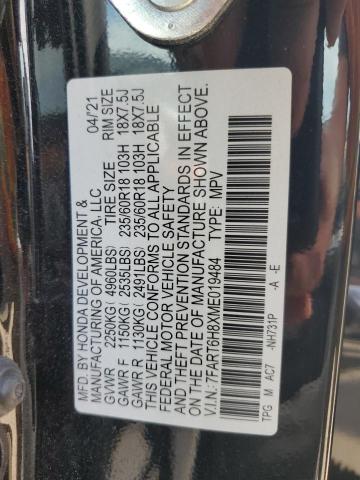 MFD. BY HONDA DEVELOPMENT & 04/21
MANUFACTURING OF AMERICA, LLC
TIRE SIZE RIM SIZE
GVWR 2250KG ( 4960LBS)
GAWR F 1150KG ( 2535LBS) 235/60R18 103H 18X7.5J
GAWR R 1130KG ( 2491LBS) 235/60R18 103H 18X7.5J
THIS VEHICLE CONFORMS TO ALL APPLICABLE
FEDERAL MOTOR VEHICLE SAFETY
AND
THEFT PREVENTION STANDARDS IN EFFECT
ON THE DATE OF MANUFACTURE SHOWN ABOVE.
V.I.N.: 7FART6H8XME019484 TYPE: MPV
TPG M AC7 -NH731P -A -E